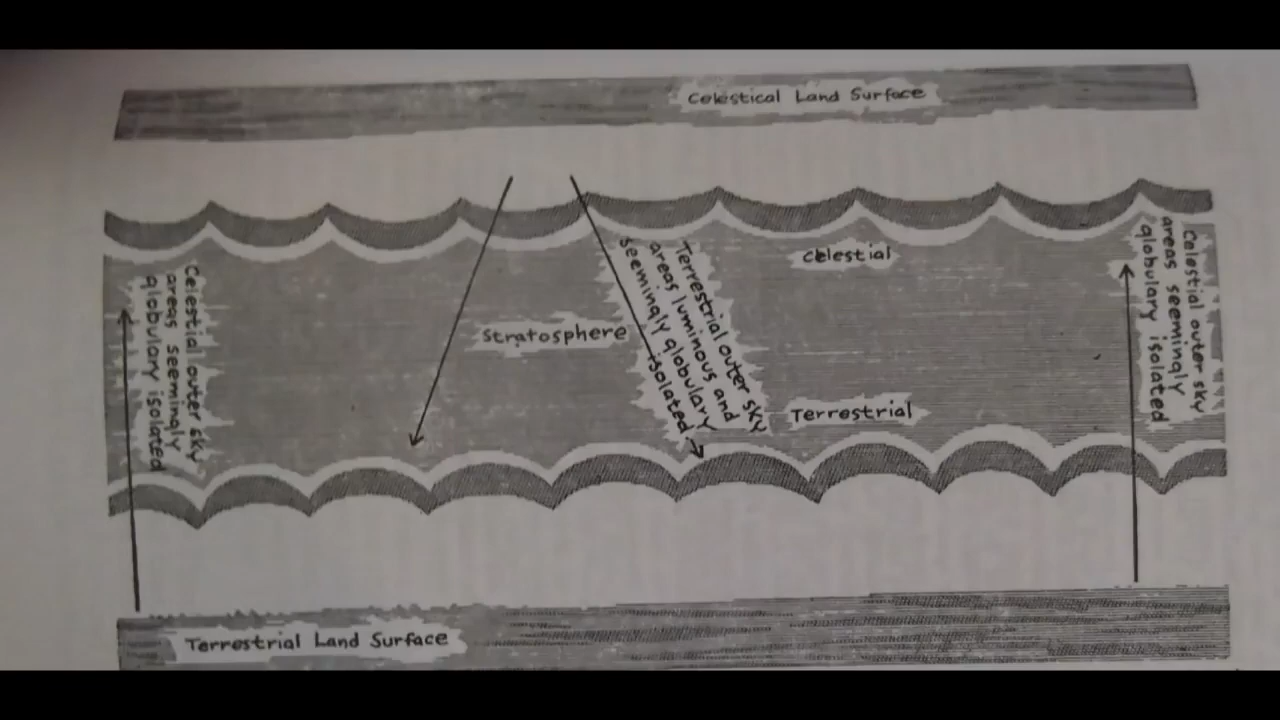 Celestical Land Surface
Celestial outer sky
areas seemingly
globulary isolated
Stratosphere
Terrestrial outer sky
areas luminous and
seemingly globulary
isolated
Celestial
Terrestrial
Celestial outer sky
areas seemingly
globulary isolated
Terrestrial Land Surface